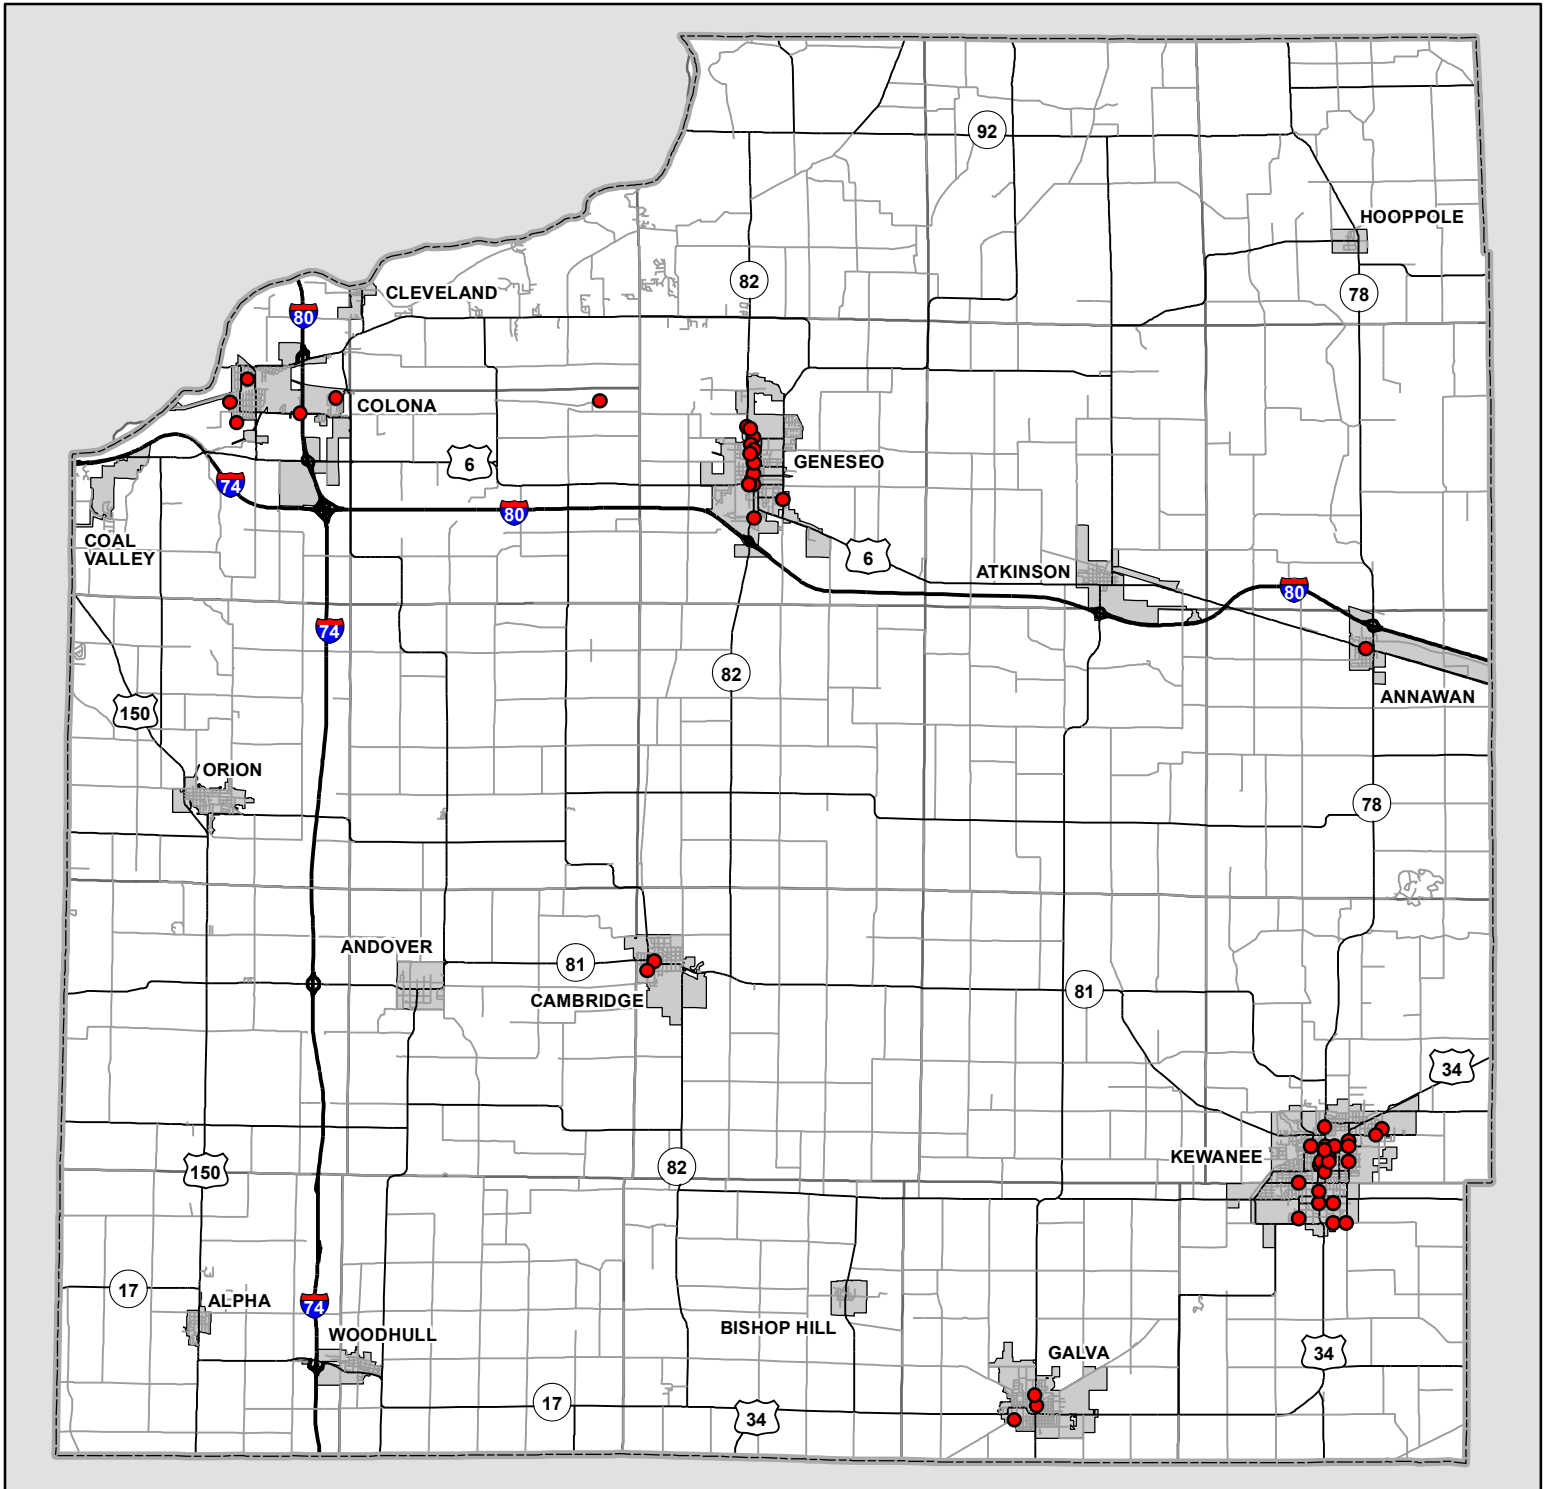 92
HOOPPOLE
82
CLEVELAND
78
80
COLONA
GENESEO
6
74
80
COAL
VALLEY
6
ATKINSON
80
74
82
ANNAWAN
150
ORION
78
ANDOVER
81
CAMBRIDGE
81
34
KEWANEE
150
82
17
ALPHA
74
WOODHULL
BISHOP HILL
GALVA
34
17
34